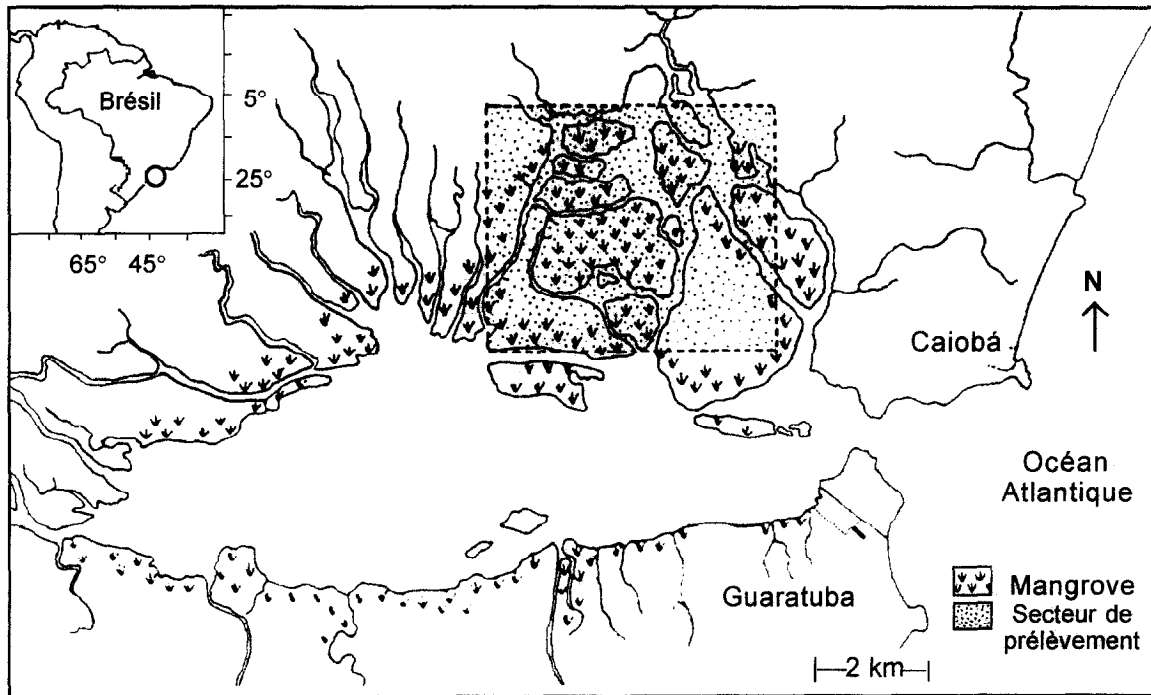 Brésil
5°
25°
65° 45°
N
Caiobá
Océan
Atlantique
Guaratuba
Mangrove
Secteur de
prélèvement
2 km